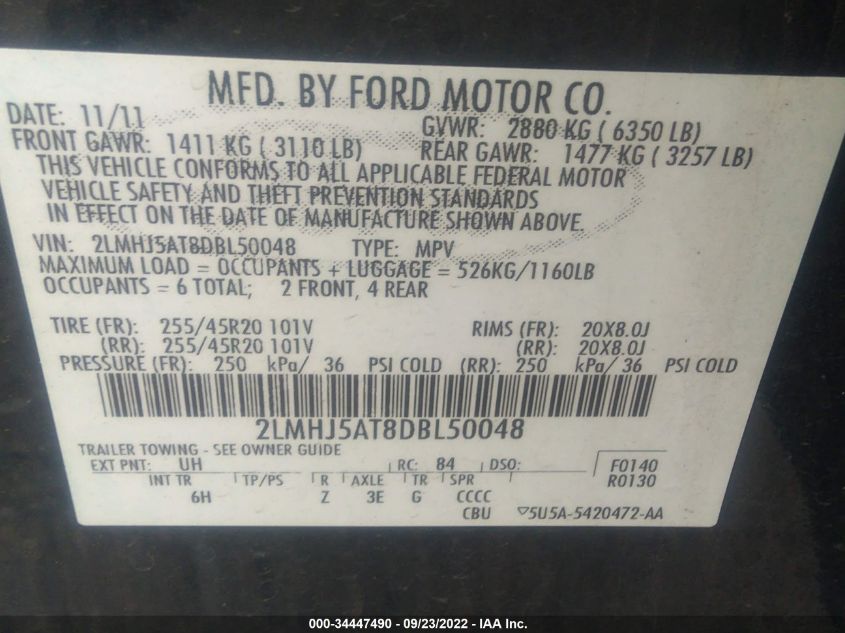 MFD. BY FORD MOTOR CO.
DATE: 11/11 GVWR: 2880 KG ( 6350 LB)
FRONT GAWR: 1411 KG ( 3110 LB) REAR GAWR: 1477 KG ( 3257 LB)
THIS VEHICLE CONFORMS TO ALL APPLICABLE FEDERAL MOTOR
VEHICLE SAFETY AND THEFT PREVENTION STANDARDS
IN EFFECT ON THE DATE OF MANUFACTURE SHOWN ABOVE.
VIN: 2LMHJ5AT8DBL50048 TYPE: MPV
MAXIMUM LOAD = OCCUPANTS + LUGGAGE = 526KG/1160LB
OCCUPANTS = 6 TOTAL; 2 FRONT, 4 REAR
TIRE (FR): 255/45R20 101V RIMS (FR): 20X8.0J
(RR): 255/45R20 101V (RR): 20X8.0J
PRESSURE (FR): 250 kPa/ 36 PSI COLD (RR): 250 kPa/ 36 PSI COLD
2LMHJ5AT8DBL50048
TRAILER TOWING - SEE OWNER GUIDE
EXT PNT: UH RC: 84 DSO: F0140
INT TR TP/PS R AXLE TR SPR R0130
6H Z 3E G CCCC
CBU ▽5U5A-5420472-AA
000-34447490 - 09/23/2022 - IAA Inc.